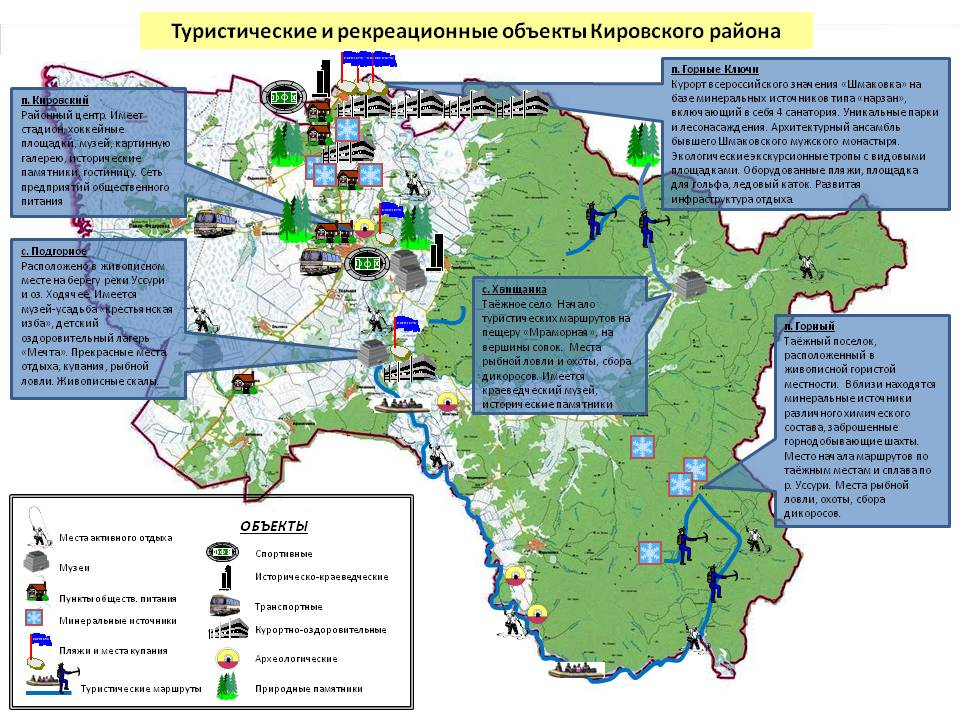 Туристические и рекреационные объекты Кировского района
п. Кировский
Районный центр. Имеет
стадион, хоккейные
площадки, музей, картинную
галерею, исторические
памятники, гостиницу. Сеть
предприятий общественного
питания
п. Горные Ключи
Курорт всероссийского значения «Шмаковка» на
базе минеральных источников типа «нарзан»,
включающий в себя 4 санатория. Уникальные парки
и лесонасаждения. Архитектурный ансамбль
бывшего Шмаковского мужского монастыря.
Экологические экскурсионные тропы с видовыми
площадками. Оборудованные пляжи, площадка
для гольфа, ледовый каток. Развитая
инфраструктура отдыха.
с. Подгорное
Расположено в живописном
месте на берегу реки Уссури
и оз. Ходячее. Имеется
музей-усадьба «крестьянская
изба», детский
оздоровительный лагерь
«Мечта». Прекрасные места
отдыха, купания, рыбной
ловли. Живописные скалы.
с. Хвищанка
Таёжное село. Начало
туристических маршрутов на
пещеру «Мраморная», на
вершины сопок. Места
рыбной ловли и охоты, сбора
дикоросов. Имеется
краеведческий музей,
исторические памятники
п. Горный
Таёжный поселок,
расположенный в
живописной гористой
местности. Вблизи находятся
минеральные источники
различного химического
состава, заброшенные
горнодобывающие шахты.
Место начала маршрутов по
таёжным местам и сплава по
р. Уссури. Места рыбной
ловли, охоты, сбора
дикоросов.
ОБЪЕКТЫ
Места активного отдыха
Музеи
Пункты обществ. питания
Минеральные источники
Пляжи и места купания
Туристические маршруты
Спортивные
Историческо-краеведческие
Транспортные
Курортно-оздоровительные
Археологические
Природные памятники